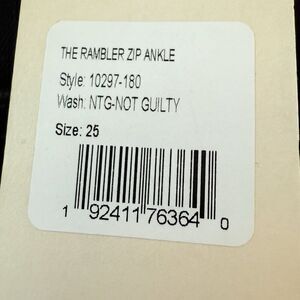 THE RAMBLER ZIP ANKLE
Style: 10297-180
Wash: NTG-NOT GUILTY
Size: 25
1 92411 76364 0